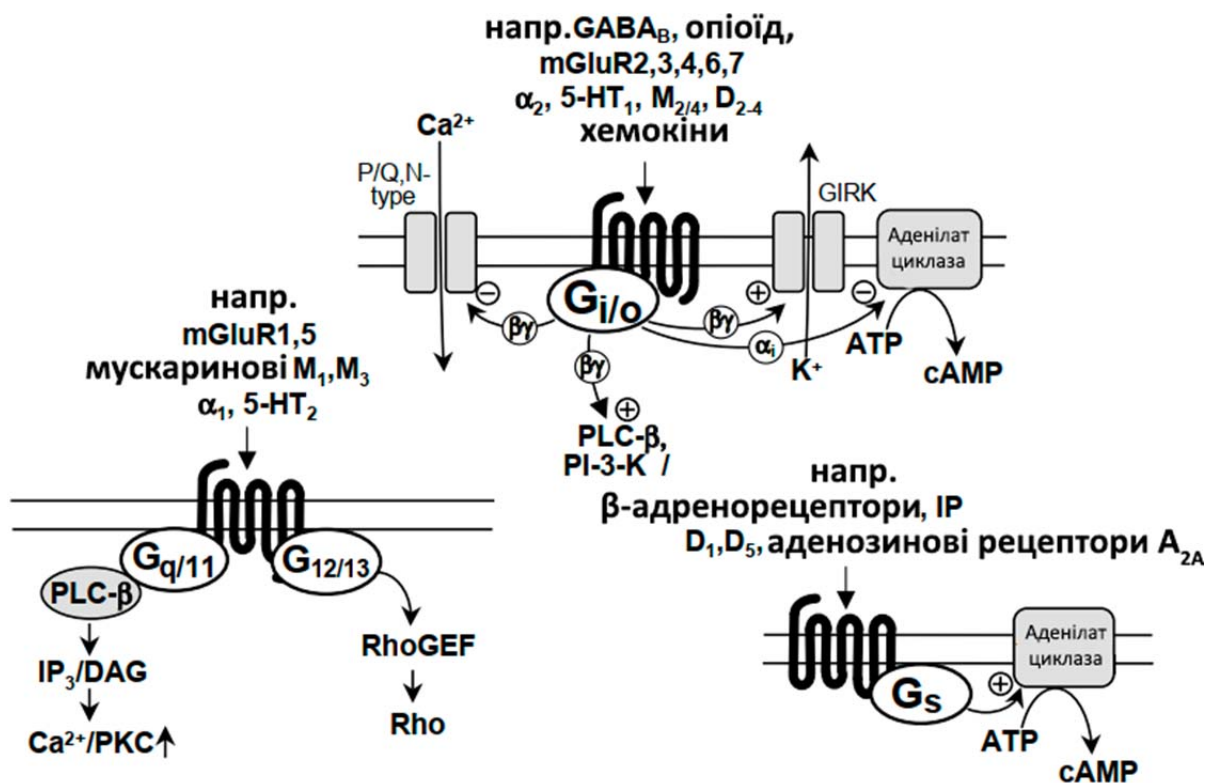 напр.GABAB, опіоїд,
mGluR2,3,4,6,7
α2, 5-HT1, M2/4, D2-4
хемокіни
Ca2+
P/Q,N-
type
GIRK
Аденілат
циклаза
Gi/o
−
βγ
βγ
+
−
αi
K+
ATP
cAMP
βγ
+
PLC-β,
PI-3-K /
напр.
mGluR1,5
мускаринові M1,M3
α1, 5-HT2
Gq/11
G12/13
PLC-β
IP3/DAG
Ca2+/PKC
RhoGEF
Rho
напр.
β-адренорецептори, IP
D1,D5, аденозинові рецептори A2A
Аденілат
циклаза
Gs
+
ATP
cAMP